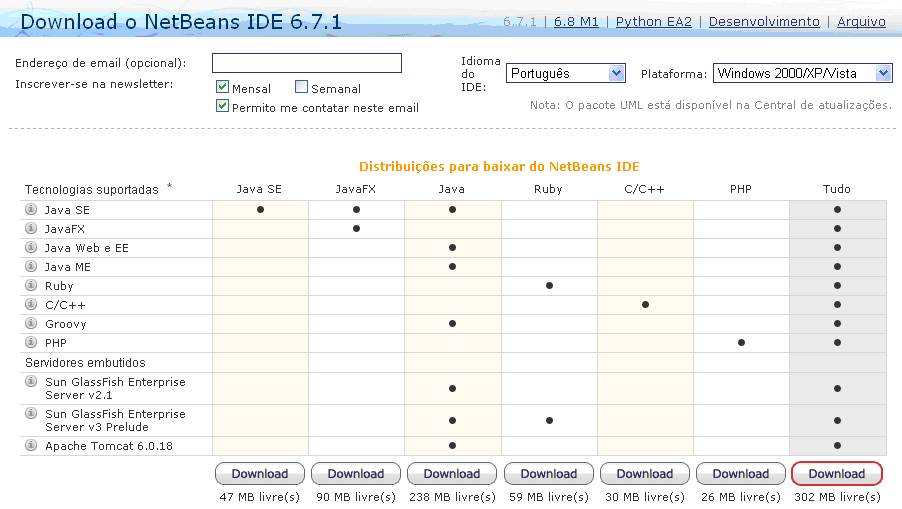 Download o NetBeans IDE 6.7.1
6.7.1 | 6.8 M1 | Python EA2 | Desenvolvimento | Arquivo
Endereço de email (opcional):
Inscrever-se na newsletter:
Mensal Semanal
Permito me contatar neste email
Idioma do IDE: Português
Plataforma: Windows 2000/XP/Vista
Nota: O pacote UML está disponível na Central de atualizações.
Distribuições para baixar do NetBeans IDE
Tecnologias suportadas * Java SE JavaFX Java Ruby C/C++ PHP Tudo
Java SE
JavaFX
Java Web e EE
Java ME
Ruby
C/C++
Groovy
PHP
Servidores embutidos
Sun GlassFish Enterprise
Server v2.1
Sun GlassFish Enterprise
Server v3 Prelude
Apache Tomcat 6.0.18
Download Download Download Download Download Download Download
47 MB livre(s) 90 MB livre(s) 238 MB livre(s) 59 MB livre(s) 30 MB livre(s) 26 MB livre(s) 302 MB livre(s)